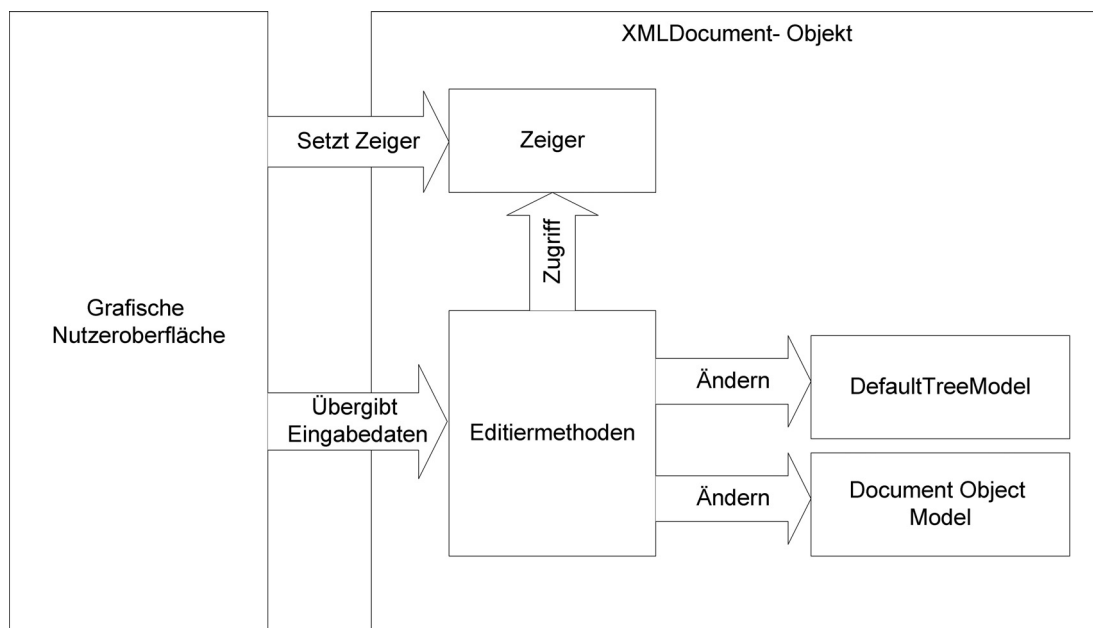 XMLDocument- Objekt
Setzt Zeiger
Zeiger
Zugriff
Grafische
Nutzeroberfläche
Übergibt
Eingabedaten
Editiermethoden
Ändern
DefaultTreeModel
Ändern
Document Object
Model